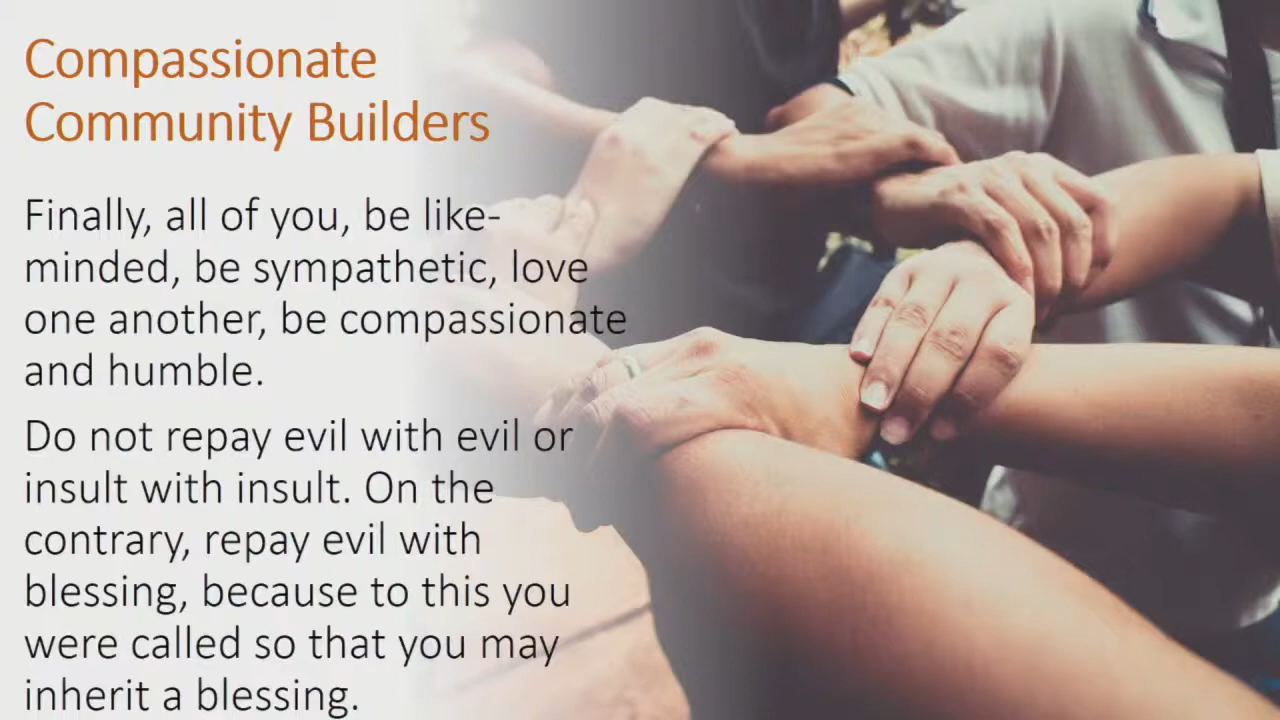 Compassionate
Community Builders
Finally, all of you, be like-
minded, be sympathetic, love
one another, be compassionate
and humble.
Do not repay evil with evil or
insult with insult. On the
contrary, repay evil with
blessing, because to this you
were called so that you may
inherit a blessing.